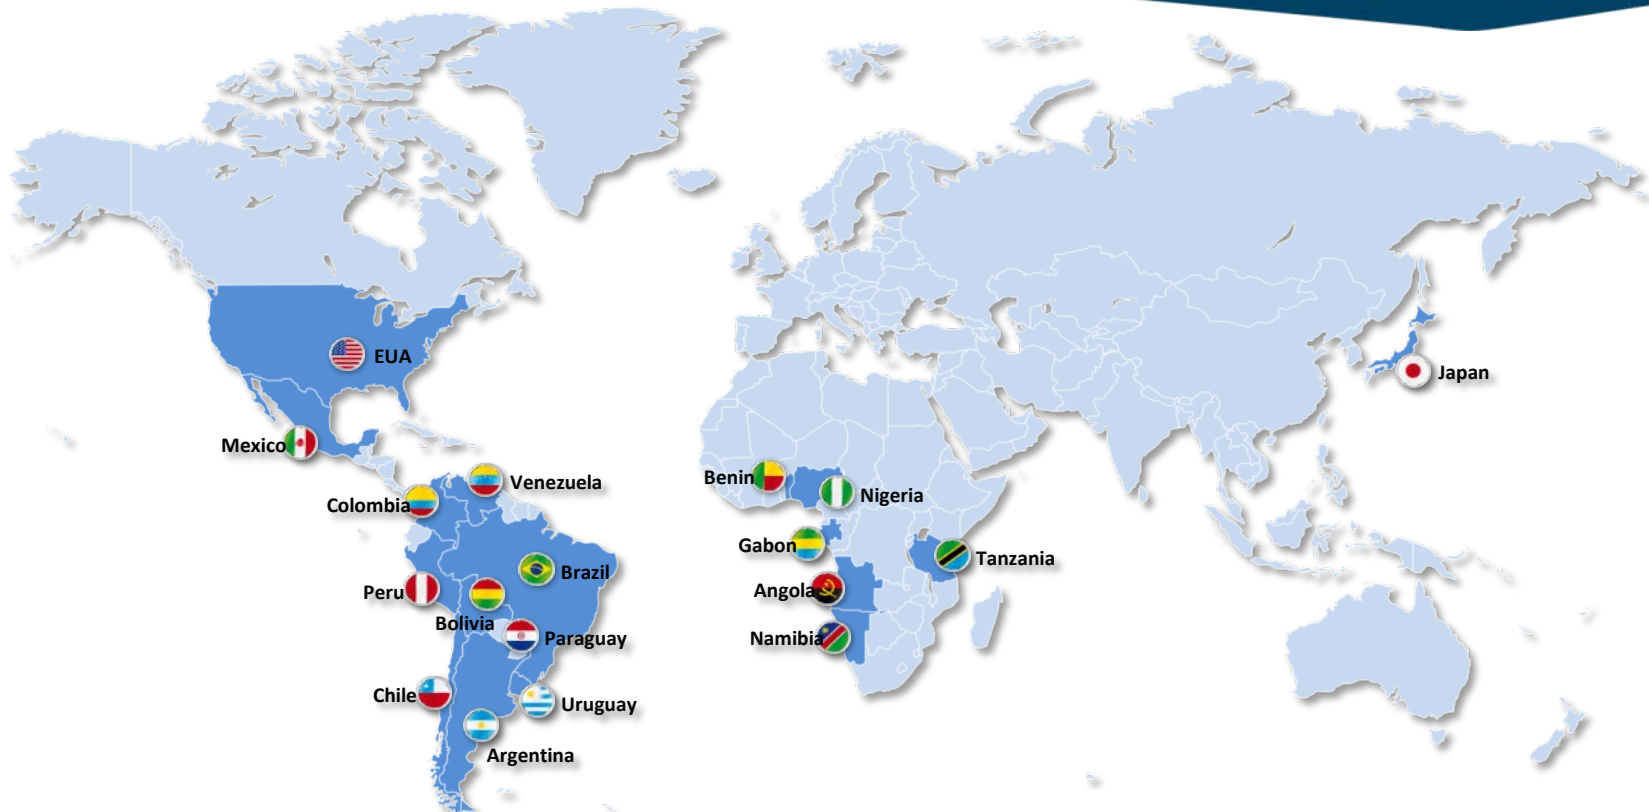 EUA
Japan
Mexico
Venezuela
Colombia
Benin
Nigeria
Gabon
Tanzania
Brazil
Peru
Angola
Bolivia
Paraguay
Namibia
Chile
Uruguay
Argentina